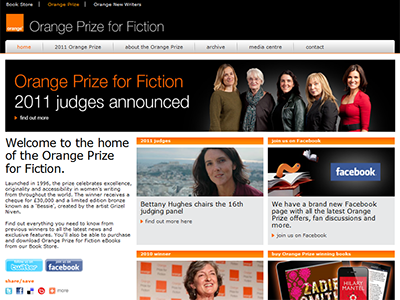 Book Store | Orange Prize | Orange New Writers
orange
Orange Prize for Fiction
home
2011 Orange Prize
about the Orange Prize
archive
media centre
contact
Orange Prize for Fiction
2011 judges announced
find out more
Welcome to the home
of the Orange Prize
for Fiction.
Launched in 1996, the prize celebrates excellence,
originality and accessibility in women's writing
from throughout the world. The winner receives a
cheque for £30,000 and a limited edition bronze
known as a 'Bessie', created by the artist Grizel
Niven.
Find out everything you need to know from
previous winners to all the latest news and
exclusive features. You'll also be able to purchase
and download Orange Prize for Fiction eBooks
from our Book Store.
twitter
facebook
share/save
more
2011 judges
Bettany Hughes chairs the 16th
judging panel
find out more here
join us on Facebook
facebook
We have a brand new Facebook
page with all the latest Orange
Prize offers, fan discussions and
more.
join us on Facebook
2010 winner
buy Orange Prize winning books
ZADIE
SMITH
HILARY
MANTEL